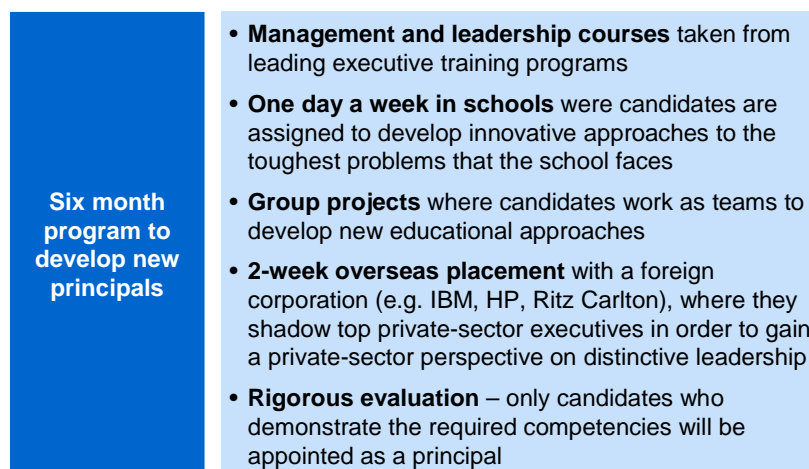 Six month
program to
develop new
principals
• Management and leadership courses taken from
leading executive training programs
• One day a week in schools were candidates are
assigned to develop innovative approaches to the
toughest problems that the school faces
• Group projects where candidates work as teams to
develop new educational approaches
• 2-week overseas placement with a foreign
corporation (e.g. IBM, HP, Ritz Carlton), where they
shadow top private-sector executives in order to gain
a private-sector perspective on distinctive leadership
• Rigorous evaluation – only candidates who
demonstrate the required competencies will be
appointed as a principal